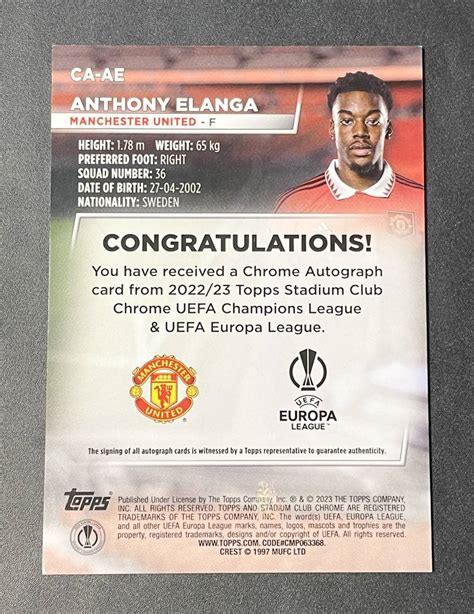 CA-AE
ANTHONY ELANGA
MANCHESTER UNITED - F
HEIGHT: 1.78 m WEIGHT: 65 kg
PREFERRED FOOT: RIGHT
SQUAD NUMBER: 36
DATE OF BIRTH: 27-04-2002
NATIONALITY: SWEDEN
CONGRATULATIONS!
You have received a Chrome Autograph
card from 2022/23 Topps Stadium Club
Chrome UEFA Champions League
& UEFA Europa League.
MANCHESTER
UNITED
UEFA
EUROPA
LEAGUE™
The signing of all autograph cards is witnessed by a Topps representative to guarantee authenticity.
Topps
Published Under License by The Topps Company, Inc. ® & © 2023 THE TOPPS COMPANY,
INC. ALL RIGHTS RESERVED. TOPPS AND STADIUM CLUB CHROME ARE REGISTERED
TRADEMARKS OF THE TOPPS COMPANY, INC. The word(s) UEFA, EUROPA LEAGUE,
and all other UEFA Europa League marks, names, logos, mascots and trophies are the
property, registered trademarks, designs and/or copyright of UEFA. All rights reserved.
WWW.TOPPS.COM. CODE#CMP063368.
CREST © 1997 MUFC LTD